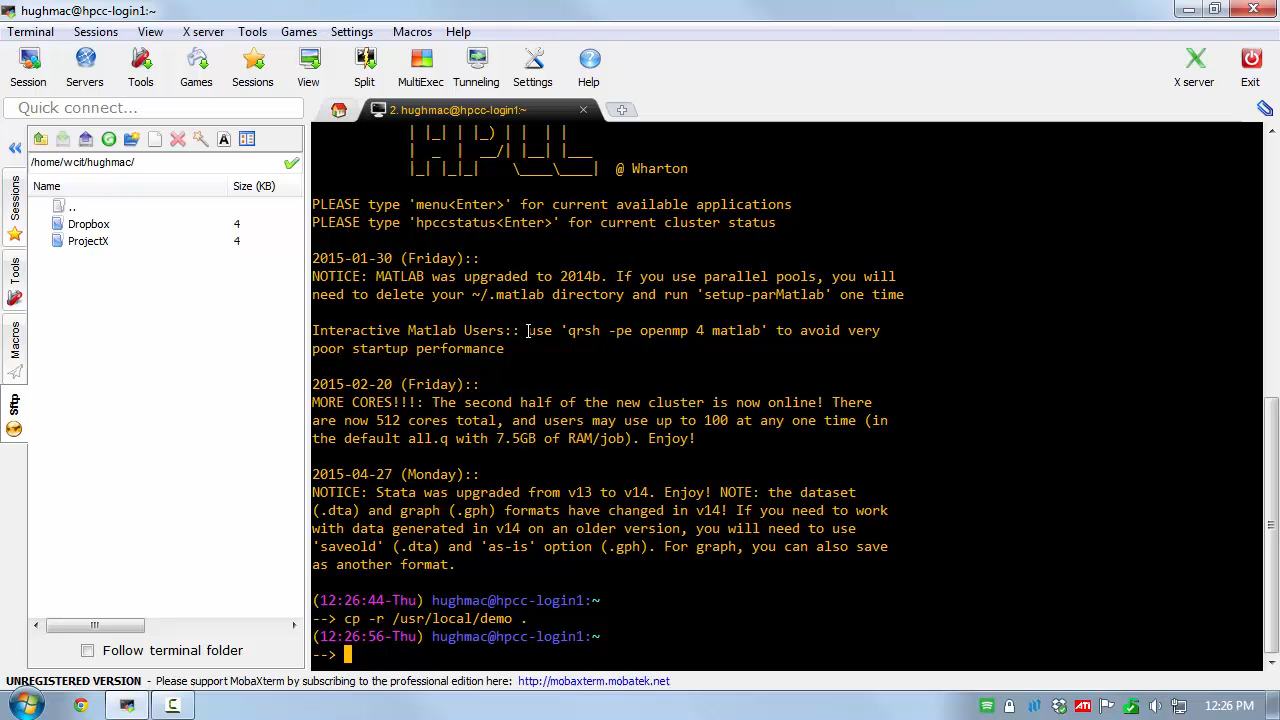 hughmac@hpcc-login1:~
Terminal Sessions View X server Tools Games Settings Macros Help
Session Servers Tools Games Sessions View Split MultiExec Tunneling Settings Help X server Exit
Quick connect...
2. hughmac@hpcc-login1:~
/home/wcit/hughmac/
Name Size (KB)
..
Dropbox 4
ProjectX 4
Sessions
Tools
Macros
Sftp
Follow terminal folder
| |_| | |_) | | | |
| _ | __/| |__| |___
|_| |_|_| \____\____| @ Wharton
PLEASE type 'menu<Enter>' for current available applications
PLEASE type 'hpccstatus<Enter>' for current cluster status
2015-01-30 (Friday)::
NOTICE: MATLAB was upgraded to 2014b. If you use parallel pools, you will
need to delete your ~/.matlab directory and run 'setup-parMatlab' one time
Interactive Matlab Users:: use 'qrsh -pe openmp 4 matlab' to avoid very
poor startup performance
2015-02-20 (Friday)::
MORE CORES!!!: The second half of the new cluster is now online! There
are now 512 cores total, and users may use up to 100 at any one time (in
the default all.q with 7.5GB of RAM/job). Enjoy!
2015-04-27 (Monday)::
NOTICE: Stata was upgraded from v13 to v14. Enjoy! NOTE: the dataset
(.dta) and graph (.gph) formats have changed in v14! If you need to work
with data generated in v14 on an older version, you will need to use
'saveold' (.dta) and 'as-is' option (.gph). For graph, you can also save
as another format.
(12:26:44-Thu) hughmac@hpcc-login1:~
--> cp -r /usr/local/demo .
(12:26:56-Thu) hughmac@hpcc-login1:~
-->
UNREGISTERED VERSION - Please support MobaXterm by subscribing to the professional edition here: http://mobaxterm.mobatek.net
ATI
12:26 PM